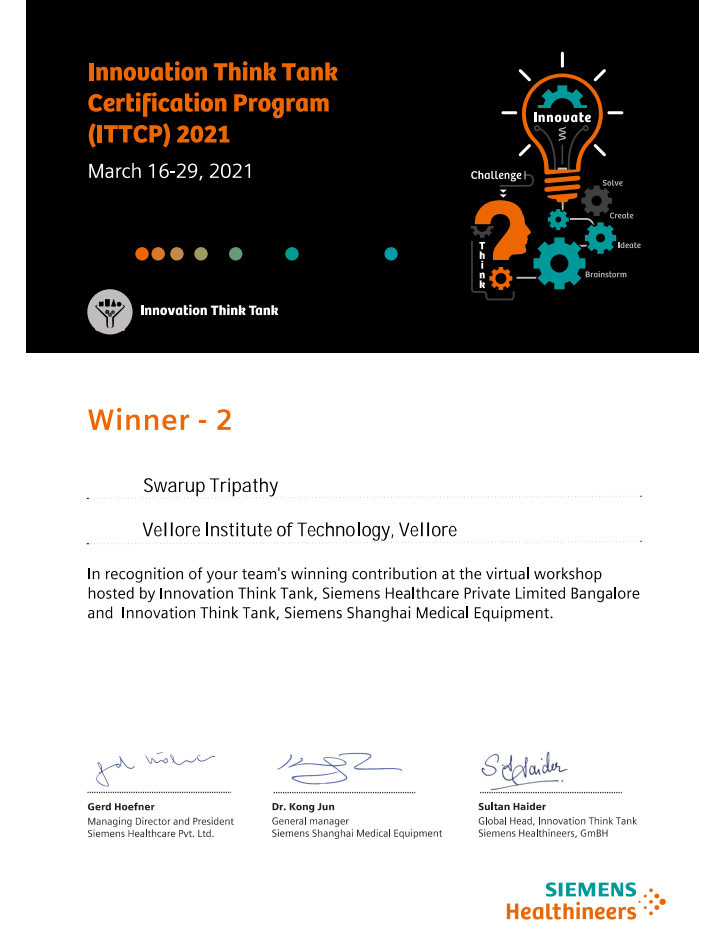 Innovation Think Tank
Certification Program
(ITTCP) 2021
March 16-29, 2021
Innovate
Challenge
Solve
Create
Ideate
Think
Brainstorm
Innovation Think Tank
Winner - 2
Swarup Tripathy
Vellore Institute of Technology, Vellore
In recognition of your team's winning contribution at the virtual workshop
hosted by Innovation Think Tank, Siemens Healthcare Private Limited Bangalore
and Innovation Think Tank, Siemens Shanghai Medical Equipment.
S Haider
Gerd Hoefner
Managing Director and President
Siemens Healthcare Pvt. Ltd.
Dr. Kong Jun
General manager
Siemens Shanghai Medical Equipment
Sultan Haider
Global Head, Innovation Think Tank
Siemens Healthineers, GmBH
SIEMENS
Healthineers